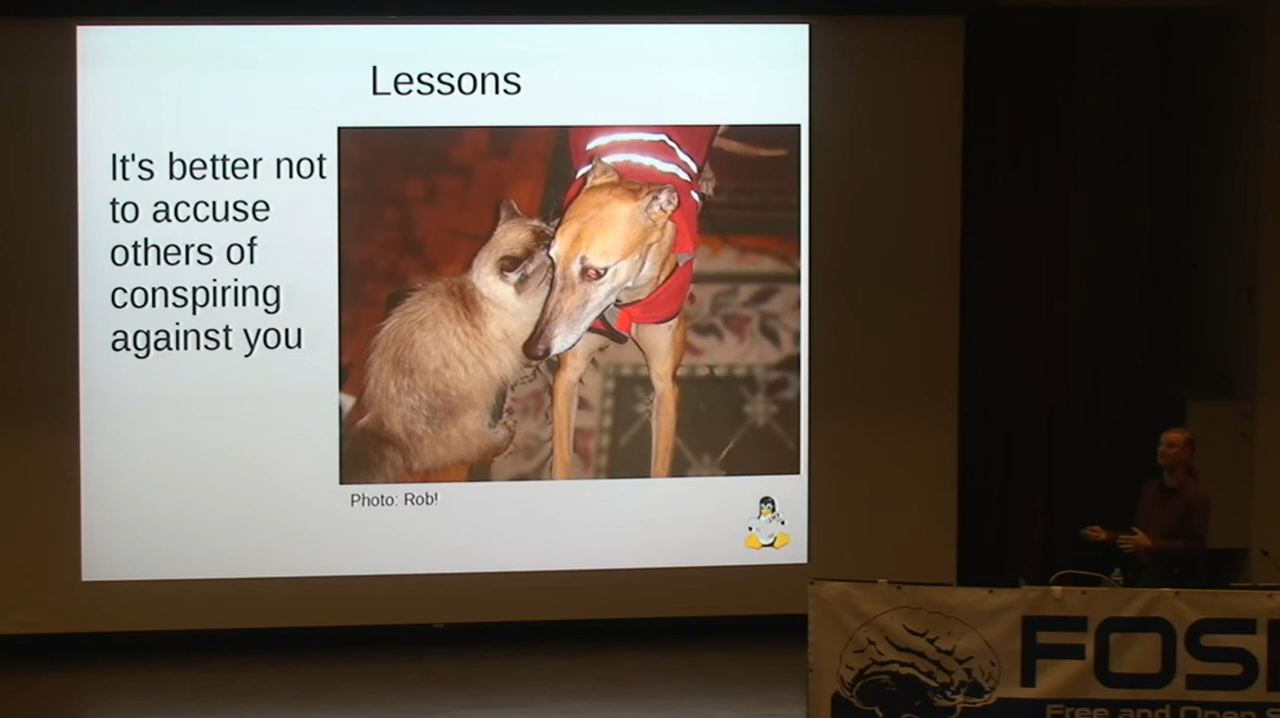 Lessons
It's better not
to accuse
others of
conspiring
against you
Photo: Rob!
FOS
Free and Open S